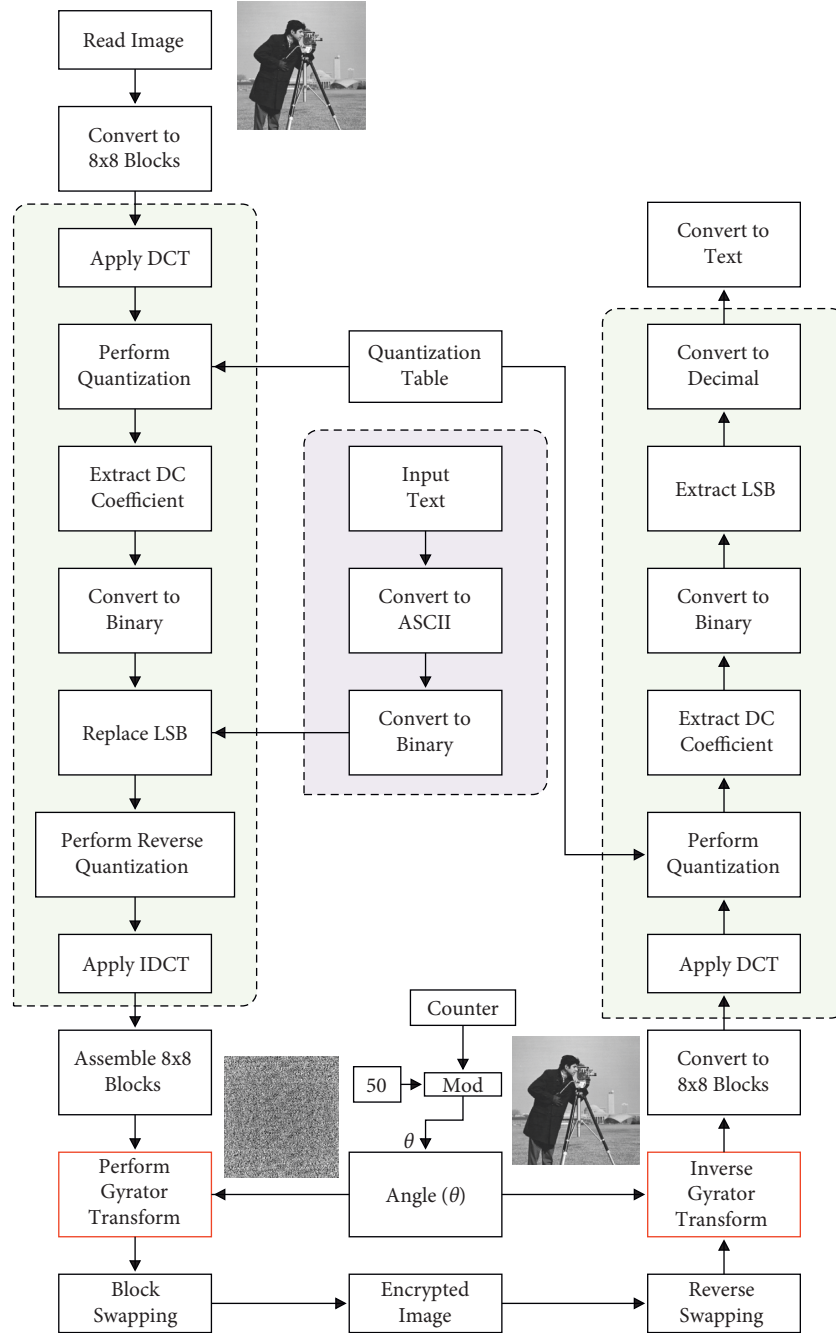 Read Image
Convert to
8x8 Blocks
Apply DCT
Perform
Quantization
Extract DC
Coefficient
Convert to
Binary
Replace LSB
Perform Reverse
Quantization
Apply IDCT
Assemble 8x8
Blocks
Perform
Gyrator
Transform
Block
Swapping
Quantization
Table
Input
Text
Convert to
ASCII
Convert to
Binary
Counter
50
Mod
θ
Angle (θ)
Encrypted
Image
Convert to
Text
Convert to
Decimal
Extract LSB
Convert to
Binary
Extract DC
Coefficient
Perform
Quantization
Apply DCT
Convert to
8x8 Blocks
Inverse
Gyrator
Transform
Reverse
Swapping